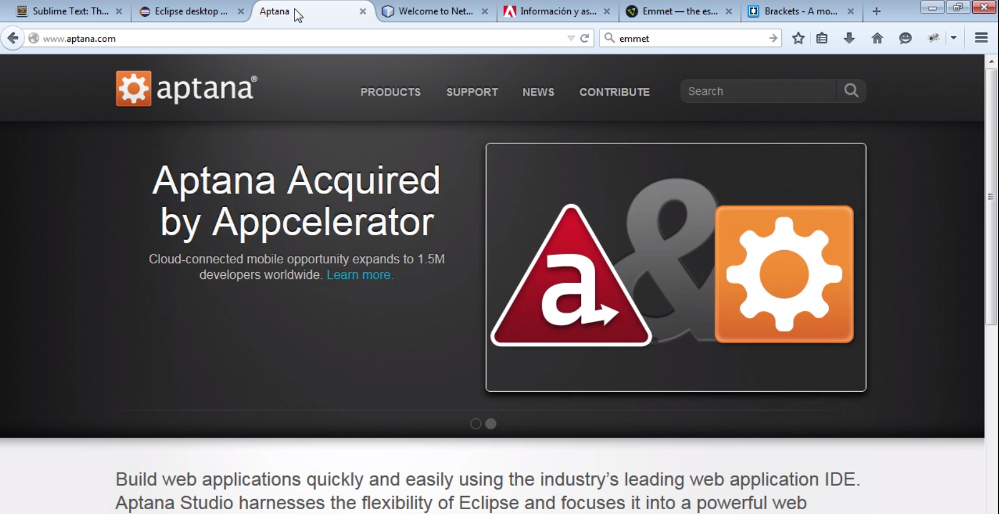 Sublime Text: Th...
Eclipse desktop ...
Aptana
Welcome to Net...
Información y as...
Emmet — the es...
Brackets - A mo...
www.aptana.com
emmet
aptana®
PRODUCTS
SUPPORT
NEWS
CONTRIBUTE
Search
Aptana Acquired
by Appcelerator
Cloud-connected mobile opportunity expands to 1.5M
developers worldwide. Learn more.
a & ®
Build web applications quickly and easily using the industry's leading web application IDE.
Aptana Studio harnesses the flexibility of Eclipse and focuses it into a powerful web